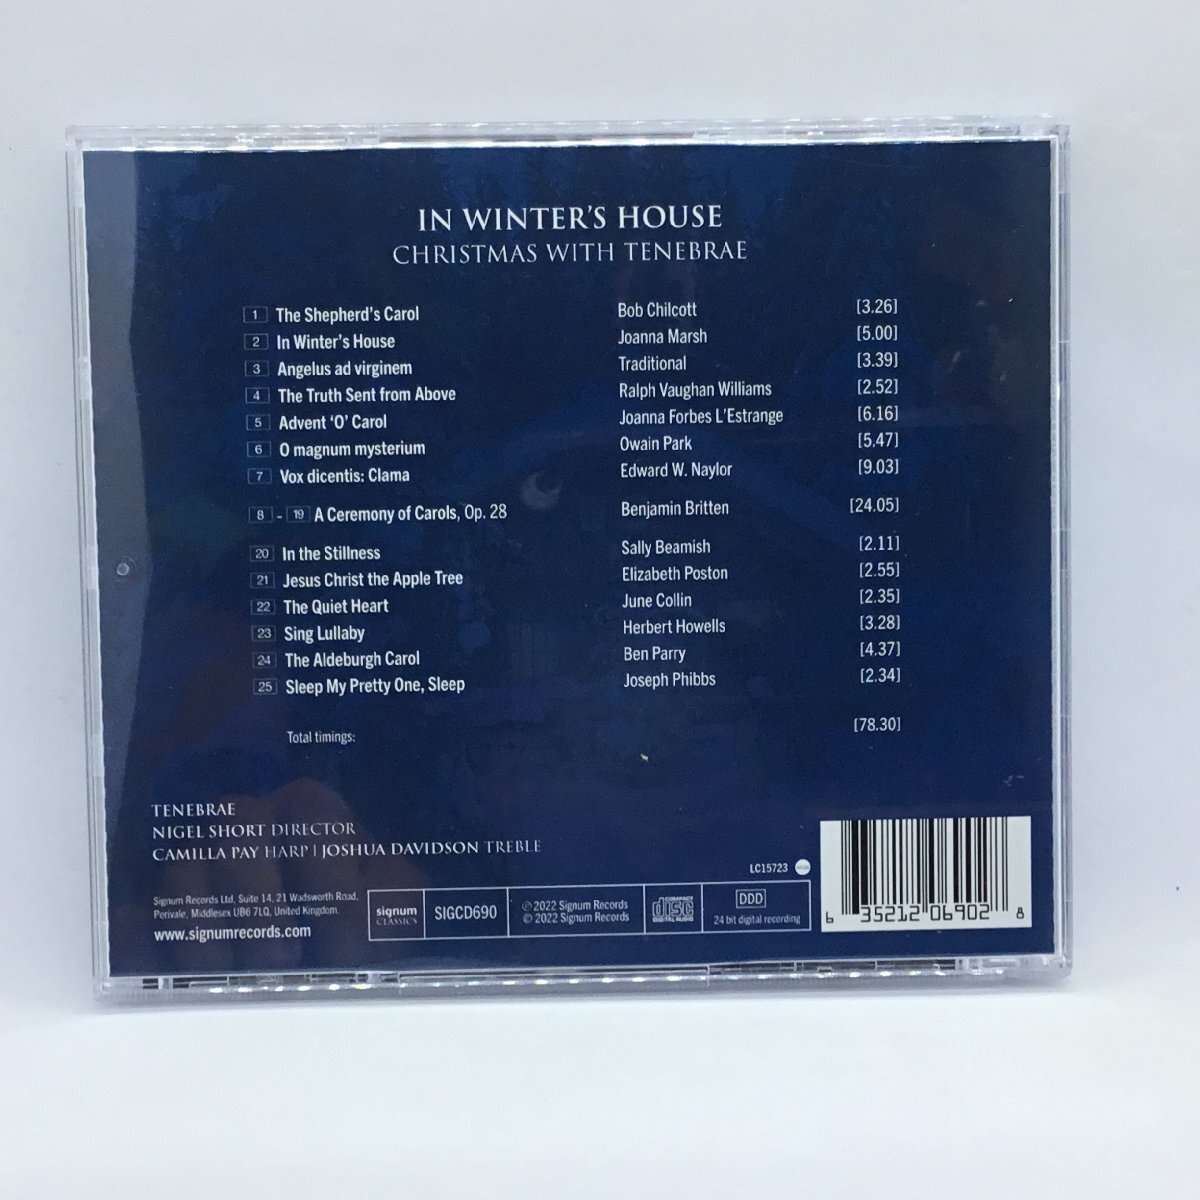 IN WINTER'S HOUSE
CHRISTMAS WITH TENEBRAE
1 The Shepherd's Carol Bob Chilcott [3.26]
2 In Winter's House Joanna Marsh [5.00]
3 Angelus ad virginem Traditional [3.39]
4 The Truth Sent from Above Ralph Vaughan Williams [2.52]
5 Advent 'O' Carol Joanna Forbes L'Estrange [6.16]
6 O magnum mysterium Owain Park [5.47]
7 Vox dicentis: Clama Edward W. Naylor [9.03]
8 - 19 A Ceremony of Carols, Op. 28 Benjamin Britten [24.05]
20 In the Stillness Sally Beamish [2.11]
21 Jesus Christ the Apple Tree Elizabeth Poston [2.55]
22 The Quiet Heart June Collin [2.35]
23 Sing Lullaby Herbert Howells [3.28]
24 The Aldeburgh Carol Ben Parry [4.37]
25 Sleep My Pretty One, Sleep Joseph Phibbs [2.34]
Total timings: [78.30]
TENEBRAE
NIGEL SHORT DIRECTOR
CAMILLA PAY HARP | JOSHUA DAVIDSON TREBLE
LC15723
Signum Records Ltd, Suite 14, 21 Wadsworth Road,
Perivale, Middlesex UB6 7LQ, United Kingdom.
www.signumrecords.com
signum
CLASSICS
SIGCD690
℗ 2022 Signum Records
© 2022 Signum Records
COMPACT
disc
DIGITAL AUDIO
DDD
24 bit digital recording
6 35212 06902 8